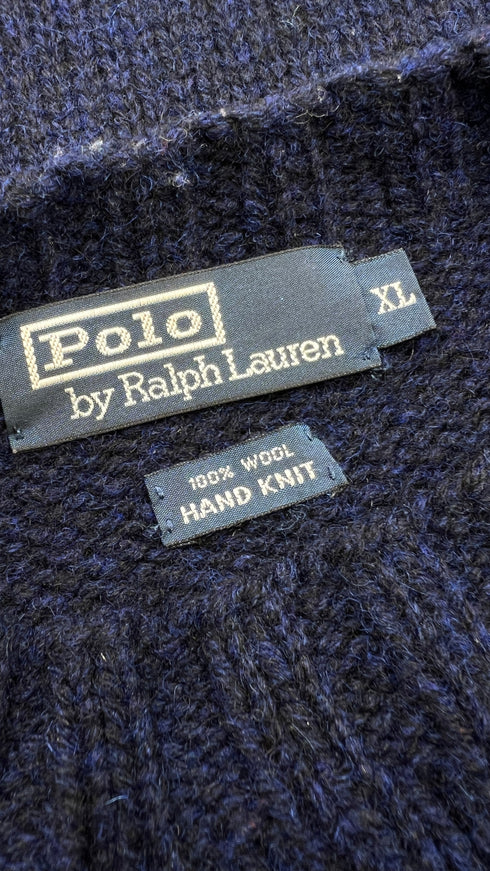 Polo
by Ralph Lauren
XL
100% WOOL
HAND KNIT